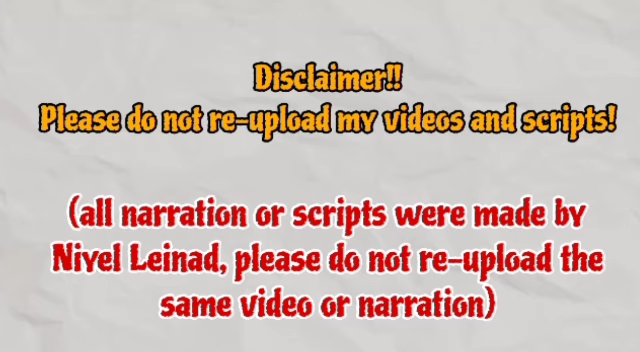 Disclaimer!!
Please do not re-upload my videos and scripts!
(all narration or scripts were made by
Nivel Leinad, please do not re-upload the
same video or narration)